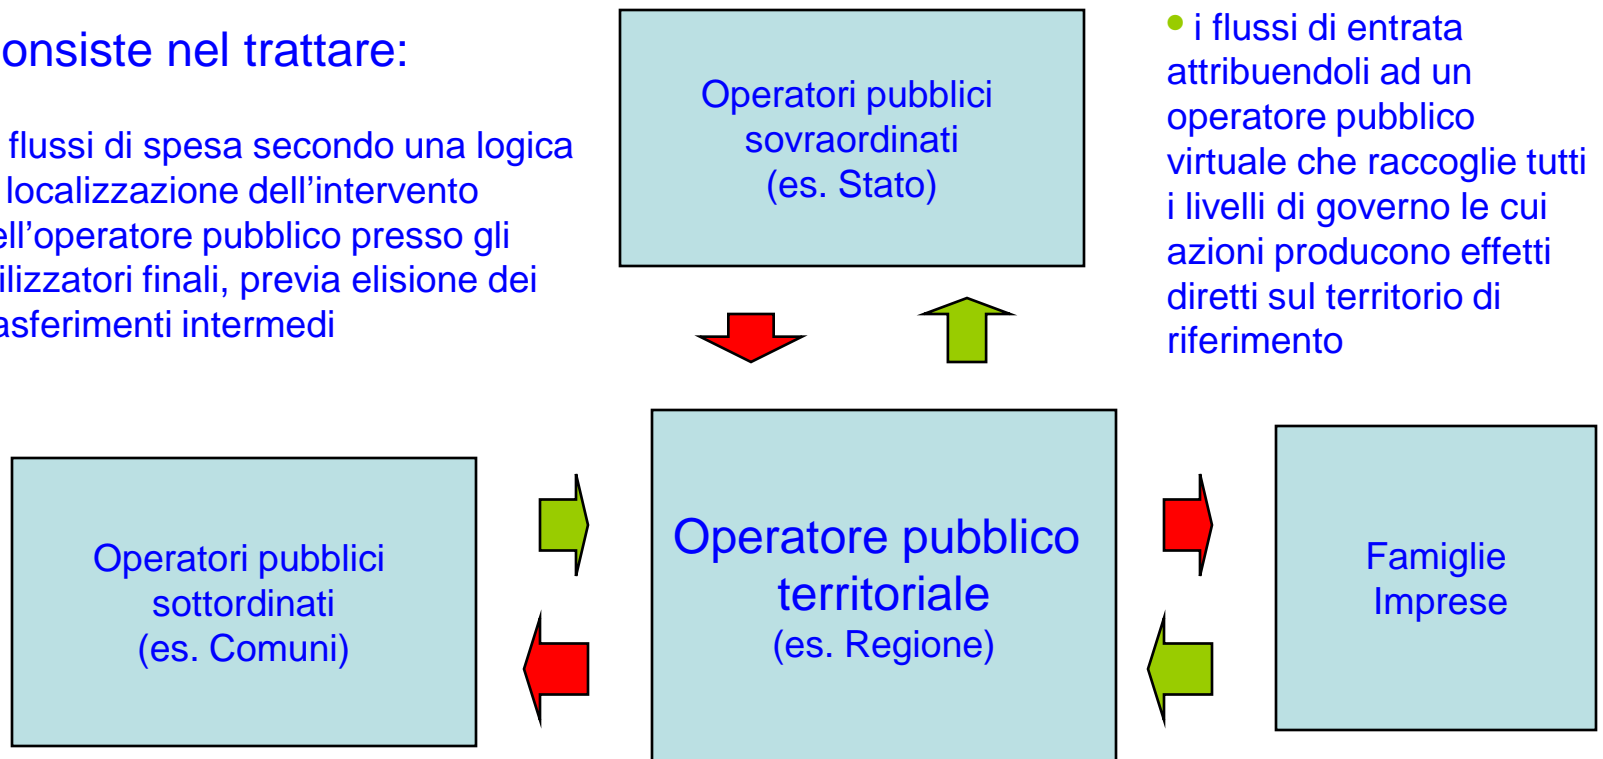 onsiste nel trattare:
flussi di spesa secondo una logica
localizzazione dell'intervento
ell'operatore pubblico presso gli
ilizzatori finali, previa elisione dei
asferimenti intermedi
Operatori pubblici
sovraordinati
(es. Stato)
• i flussi di entrata
attribuendoli ad un
operatore pubblico
virtuale che raccoglie tutti
i livelli di governo le cui
azioni producono effetti
diretti sul territorio di
riferimento
Operatori pubblici
sottordinati
(es. Comuni)
Operatore pubblico
territoriale
(es. Regione)
Famiglie
Imprese